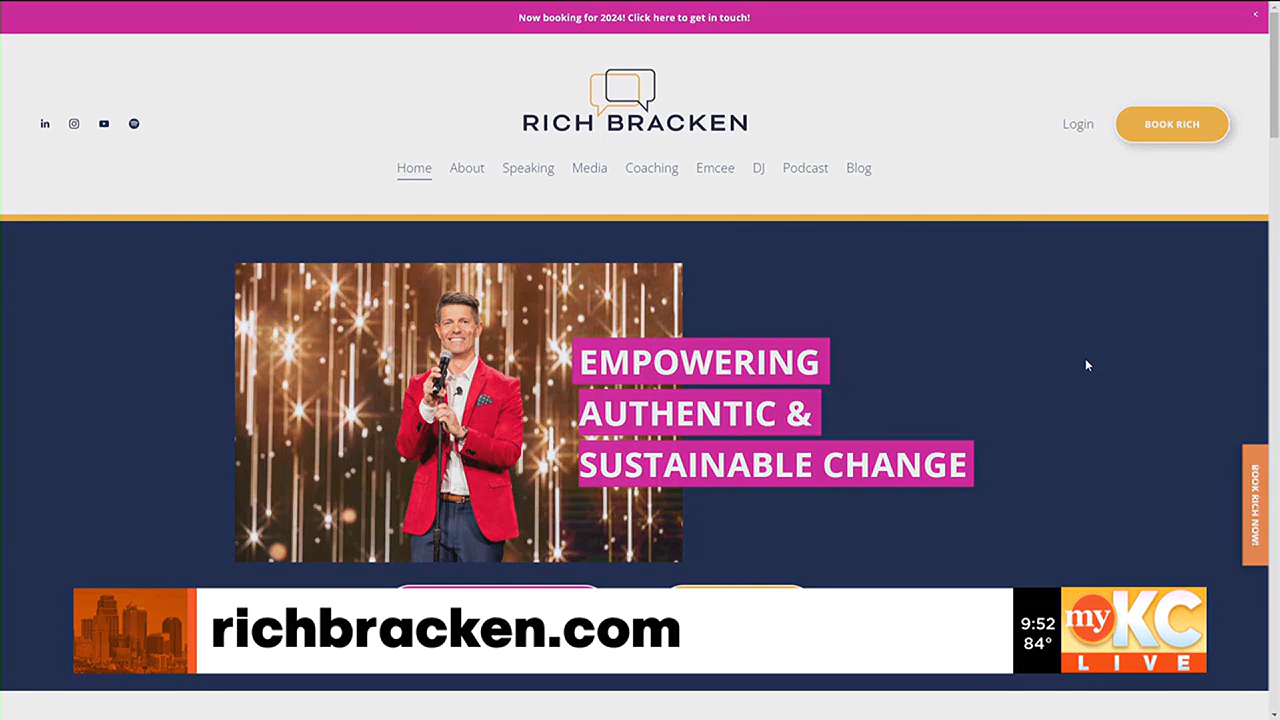 Now booking for 2024! Click here to get in touch!
RICH BRACKEN
Login
BOOK RICH
Home About Speaking Media Coaching Emcee DJ Podcast Blog
EMPOWERING
AUTHENTIC &
SUSTAINABLE CHANGE
BOOK RICH NOW!
richbracken.com
9:52
84°
my KC
LIVE